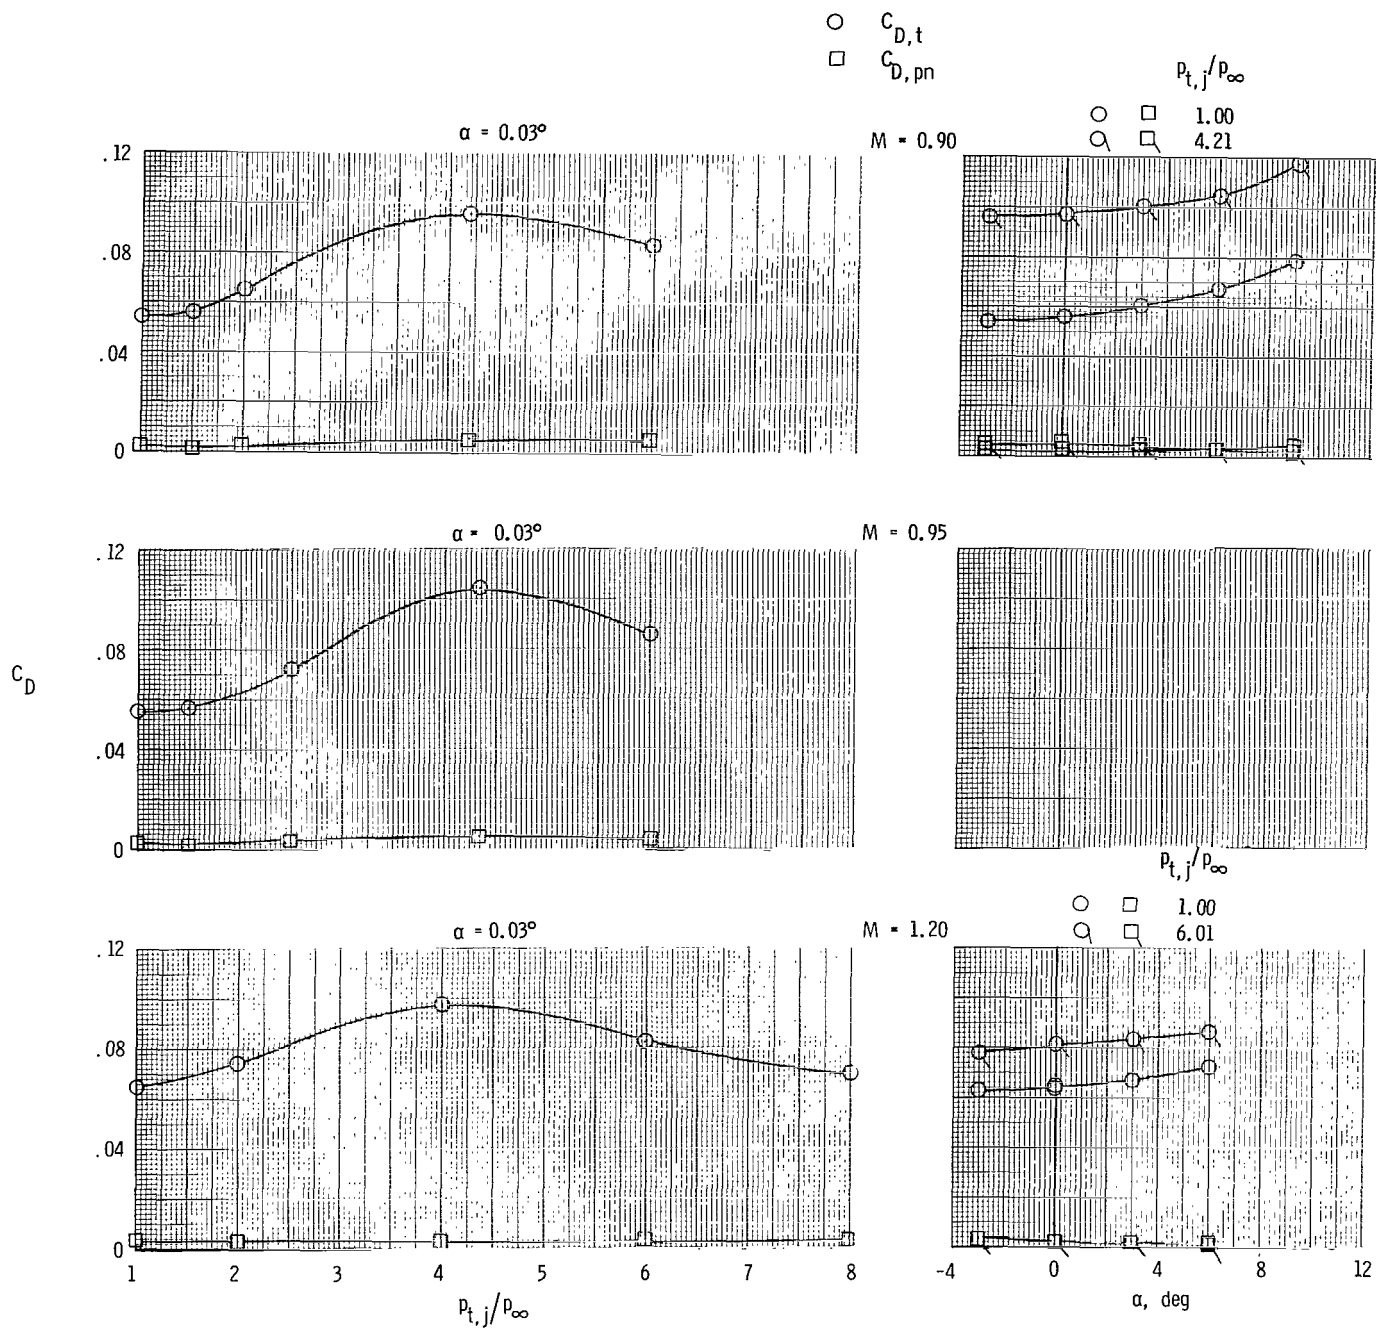 C_D,t
C_D,pn
p_t,j/p_∞
1.00
4.21
α = 0.03°
M = 0.90
.12
.08
.04
0
α = 0.03°
M = 0.95
.12
.08
.04
0
C_D
p_t,j/p_∞
1.00
6.01
α = 0.03°
M = 1.20
.12
.08
.04
0
1 2 3 4 5 6 7 8
p_t,j/p_∞
-4 0 4 8 12
α, deg